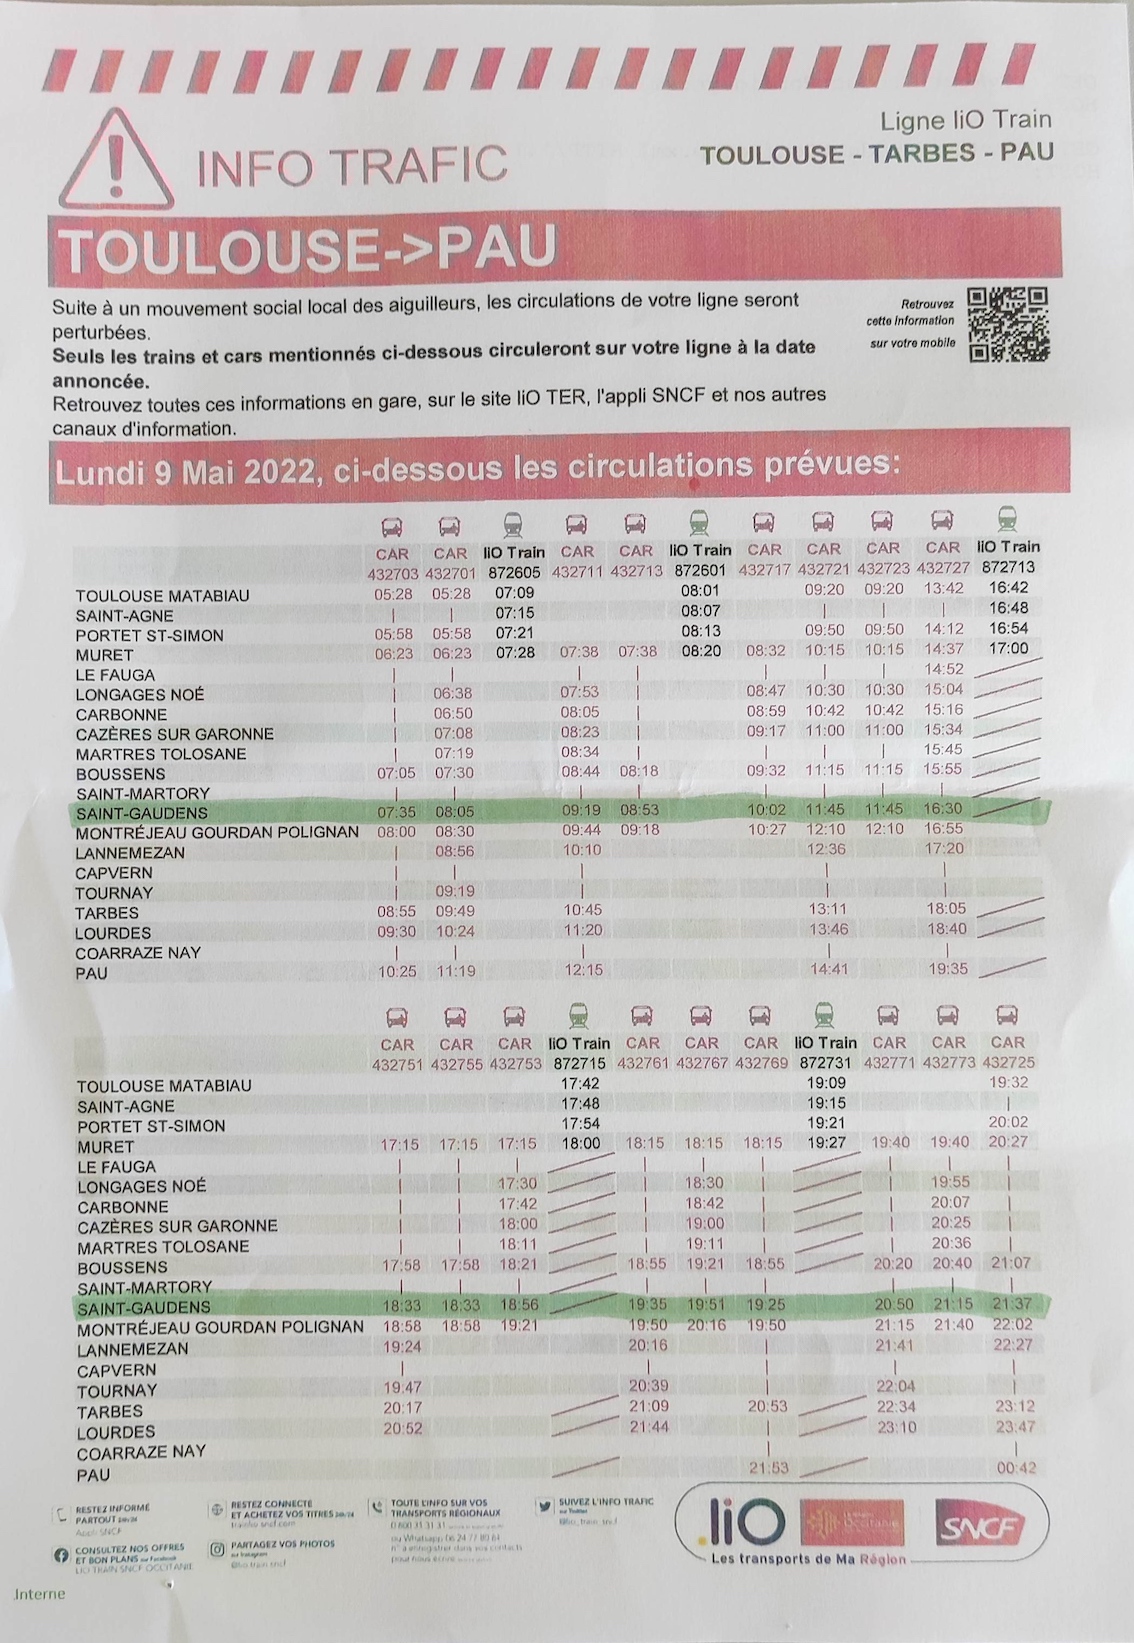 Ligne liO Train
TOULOUSE - TARBES - PAU
INFO TRAFIC
TOULOUSE->PAU
Suite à un mouvement social local des aiguilleurs, les circulations de votre ligne seront
perturbées.
Seuls les trains et cars mentionnés ci-dessous circuleront sur votre ligne à la date
annoncée.
Retrouvez toutes ces informations en gare, sur le site liO TER, l'appli SNCF et nos autres
canaux d'information.
Retrouvez
cette information
sur votre mobile
Lundi 9 Mai 2022, ci-dessous les circulations prévues:
CAR CAR liO Train CAR CAR liO Train CAR CAR CAR CAR liO Train
432703 432701 872605 432711 432713 872601 432717 432721 432723 432727 872713
TOULOUSE MATABIAU 05:28 05:28 07:09 08:01 09:20 09:20 13:42 16:42
SAINT-AGNE | | 07:15 08:07 | | | 16:48
PORTET ST-SIMON 05:58 05:58 07:21 08:13 09:50 09:50 14:12 16:54
MURET 06:23 06:23 07:28 07:38 07:38 08:20 08:32 10:15 10:15 14:37 17:00
LE FAUGA | | | | | | | 14:52
LONGAGES NOÉ | 06:38 07:53 | 08:47 10:30 10:30 15:04
CARBONNE | 06:50 08:05 | 08:59 10:42 10:42 15:16
CAZÈRES SUR GARONNE | 07:08 08:23 | 09:17 11:00 11:00 15:34
MARTRES TOLOSANE | 07:19 08:34 | | | | 15:45
BOUSSENS 07:05 07:30 08:44 08:18 09:32 11:15 11:15 15:55
SAINT-MARTORY | | | | | | | |
SAINT-GAUDENS 07:35 08:05 09:19 08:53 10:02 11:45 11:45 16:30
MONTRÉJEAU GOURDAN POLIGNAN 08:00 08:30 09:44 09:18 10:27 12:10 12:10 16:55
LANNEMEZAN | 08:56 10:10 12:36 17:20
CAPVERN | | | | |
TOURNAY | 09:19 | | |
TARBES 08:55 09:49 10:45 13:11 18:05
LOURDES 09:30 10:24 11:20 13:46 18:40
COARRAZE NAY | | | | |
PAU 10:25 11:19 12:15 14:41 19:35
CAR CAR CAR liO Train CAR CAR CAR liO Train CAR CAR CAR
432751 432755 432753 872715 432761 432767 432769 872731 432771 432773 432725
TOULOUSE MATABIAU 17:42 19:09 19:32
SAINT-AGNE 17:48 19:15 |
PORTET ST-SIMON 17:54 19:21 20:02
MURET 17:15 17:15 17:15 18:00 18:15 18:15 18:15 19:27 19:40 19:40 20:27
LE FAUGA | | | | | | | | |
LONGAGES NOÉ | | 17:30 | 18:30 | | 19:55 |
CARBONNE | | 17:42 | 18:42 | | 20:07 |
CAZÈRES SUR GARONNE | | 18:00 | 19:00 | | 20:25 |
MARTRES TOLOSANE | | 18:11 | 19:11 | | 20:36 |
BOUSSENS 17:58 17:58 18:21 18:55 19:21 18:55 20:20 20:40 21:07
SAINT-MARTORY | | | | | | | | |
SAINT-GAUDENS 18:33 18:33 18:56 19:35 19:51 19:25 20:50 21:15 21:37
MONTRÉJEAU GOURDAN POLIGNAN 18:58 18:58 19:21 19:50 20:16 19:50 21:15 21:40 22:02
LANNEMEZAN 19:24 20:16 | 21:41 22:27
CAPVERN | | | | |
TOURNAY 19:47 20:39 | 22:04 |
TARBES 20:17 21:09 20:53 22:34 23:12
LOURDES 20:52 21:44 | 23:10 23:47
COARRAZE NAY | |
PAU 21:53 00:42
RESTEZ INFORMÉ
PARTOUT 24h/24
Appli SNCF
RESTEZ CONNECTÉ
ET ACHETEZ VOS TITRES 24h/24
TOUTE L'INFO SUR VOS
TRANSPORTS RÉGIONAUX
0 800 31 31 31
ou Whatsapp 06 24 77 80 61
n° à enregistrer dans vos contacts
SUIVEZ L'INFO TRAFIC
sur Twitter
@lio_train_sncf
CONSULTEZ NOS OFFRES
ET BON PLANS sur Facebook
LIO TRAIN SNCF OCCITANIE
PARTAGEZ VOS PHOTOS
sur Instagram
@lio.train.sncf
liO
OCCITANIE
SNCF
Les transports de Ma Région
Interne